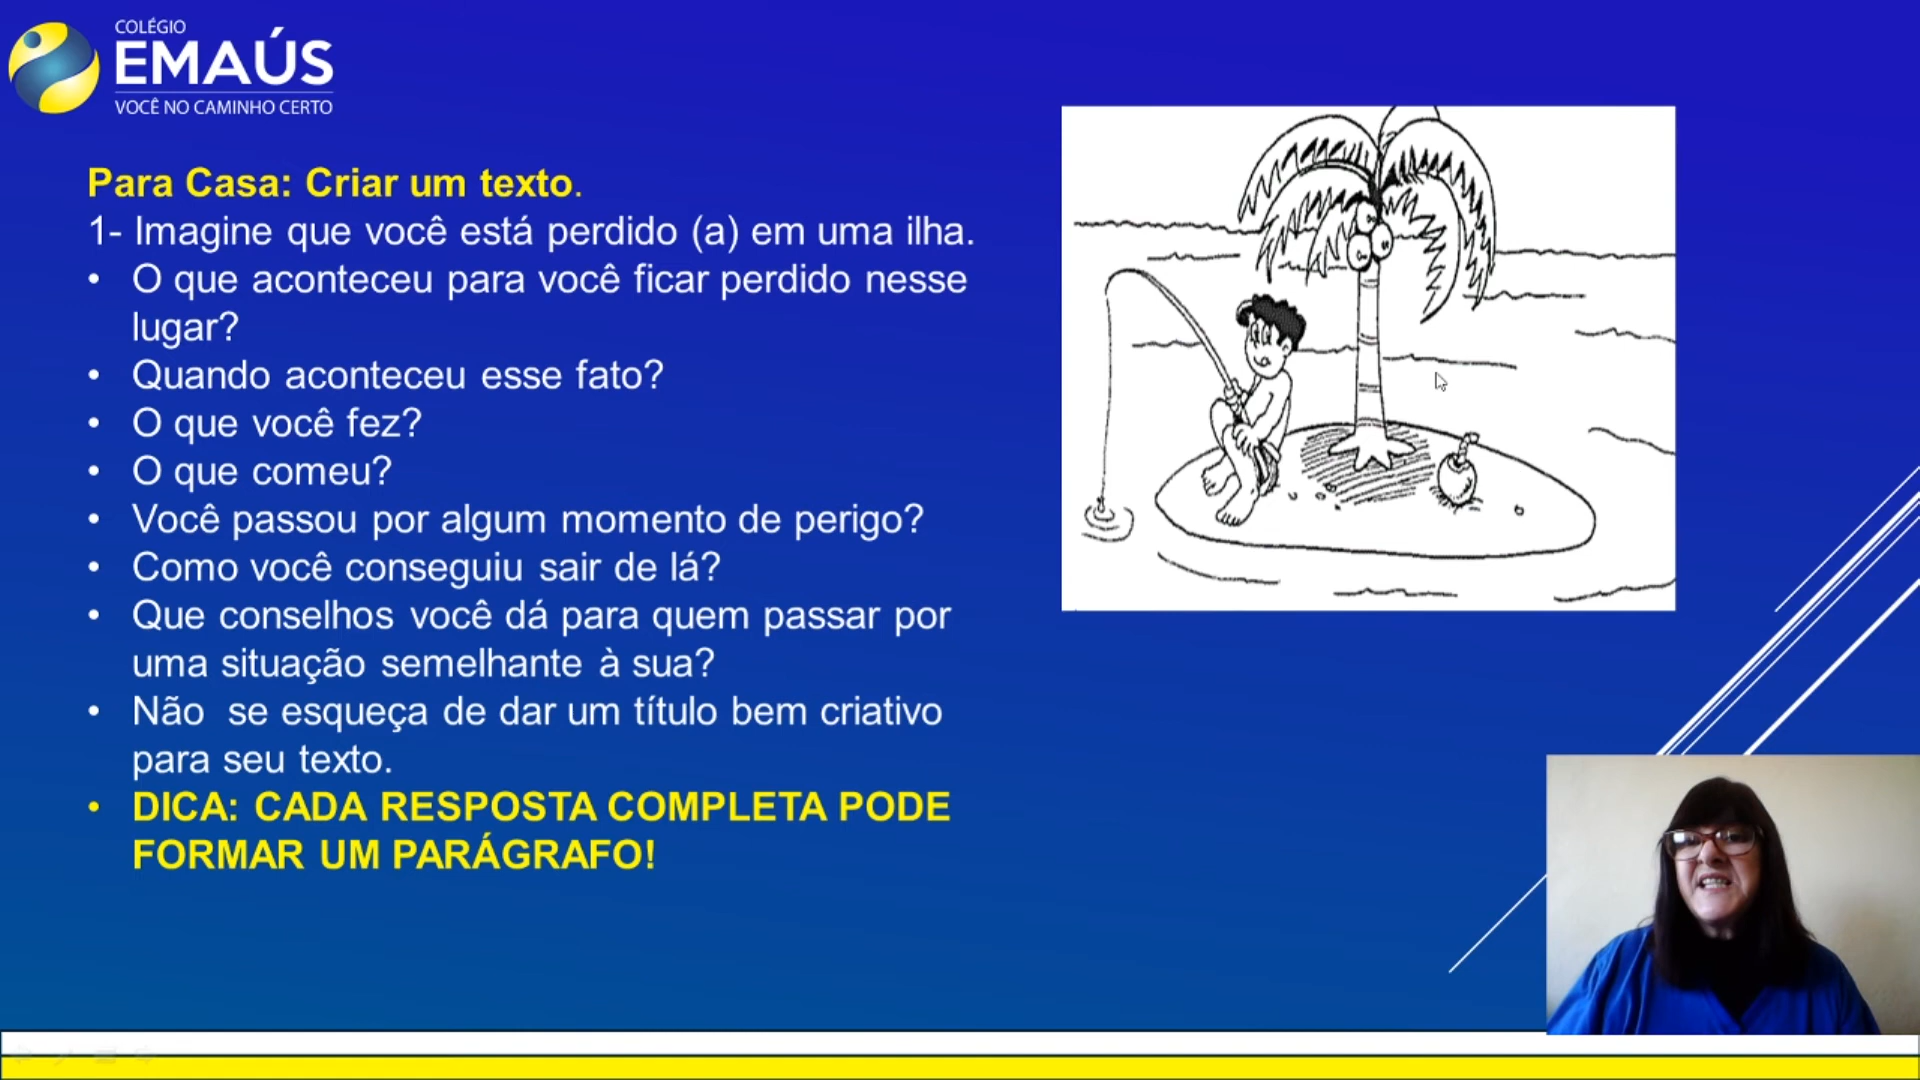 COLÉGIO
EMAÚS
VOCÊ NO CAMINHO CERTO
Para Casa: Criar um texto.
1- Imagine que você está perdido (a) em uma ilha.
• O que aconteceu para você ficar perdido nesse
lugar?
• Quando aconteceu esse fato?
• O que você fez?
• O que comeu?
• Você passou por algum momento de perigo?
• Como você conseguiu sair de lá?
• Que conselhos você dá para quem passar por
uma situação semelhante à sua?
• Não se esqueça de dar um título bem criativo
para seu texto.
• DICA: CADA RESPOSTA COMPLETA PODE
FORMAR UM PARÁGRAFO!